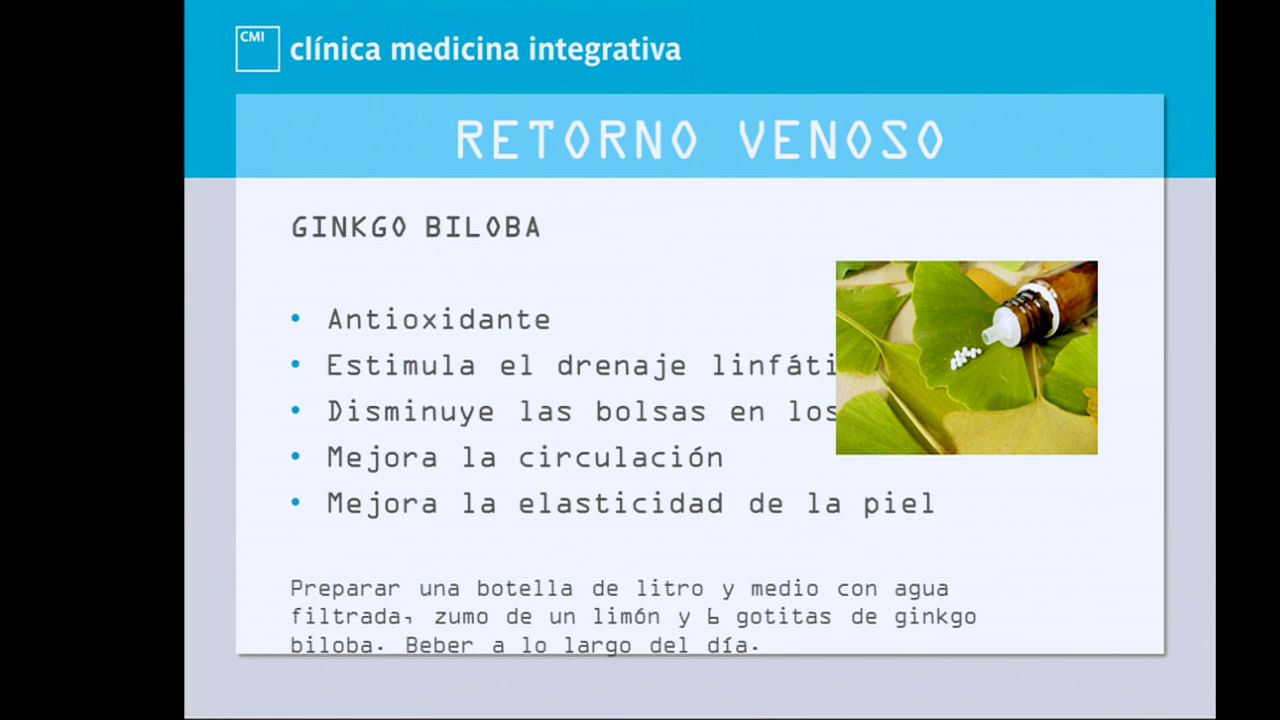 CMI
clínica medicina integrativa
RETORNO VENOSO
GINKGO BILOBA
• Antioxidante
• Estimula el drenaje
• Disminuye las bolsas en los
• Mejora la circulación
• Mejora la elasticidad de la piel
Preparar una botella de litro y medio con agua
filtrada, zumo de un limón y 6 gotitas de ginkgo
biloba. Beber a lo largo del día.